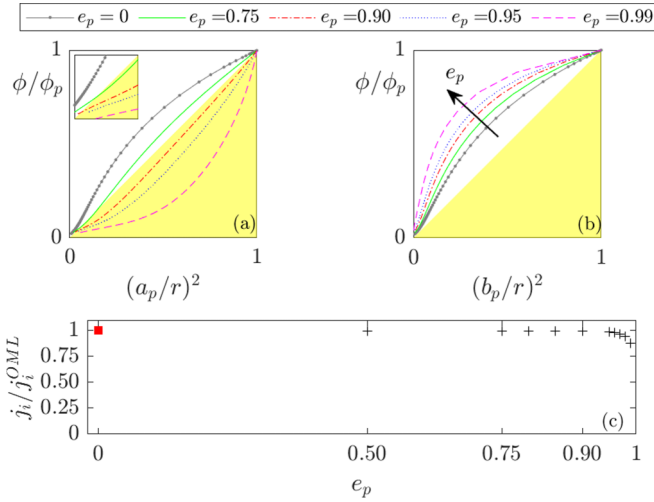 e_p = 0 e_p = 0.75 e_p = 0.90 e_p = 0.95 e_p = 0.99
1
ϕ/ϕ_p
0
0 1
(a_p/r)^2
(a)
1
ϕ/ϕ_p
0
0 1
(b_p/r)^2
e_p
(b)
1
0.75
0.50
0.25
0
j_i/j_i^{OML}
(c)
0 0.50 0.75 0.90 1
e_p